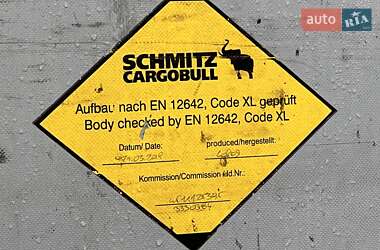 auto RIA
SCHMITZ
CARGOBULL
Aufbau nach EN 12642, Code XL geprüft
Body checked by EN 12642, Code XL
Datum/ Date:
produced/hergestellt:
Kommission/Commission eld.Nr.: